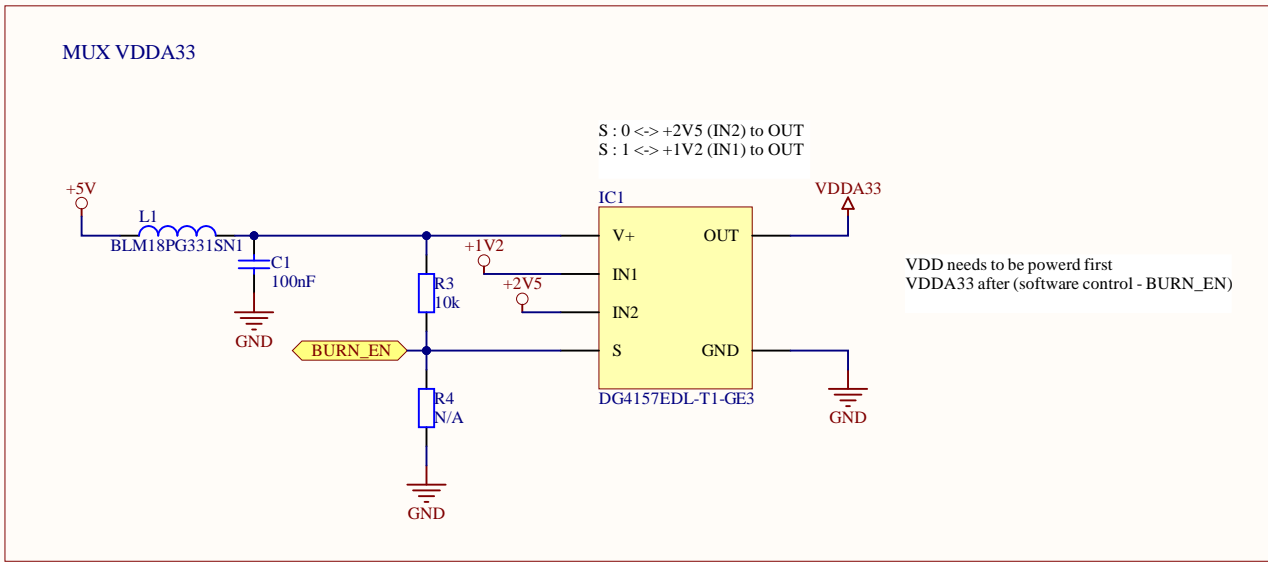 MUX VDDA33
S : 0 <-> +2V5 (IN2) to OUT
S : 1 <-> +1V2 (IN1) to OUT
+5V
L1
BLM18PG331SN1
C1
100nF
GND
R3
10k
BURN_EN
R4
N/A
GND
+1V2
+2V5
IC1
V+
OUT
IN1
IN2
S
GND
DG4157EDL-T1-GE3
VDDA33
GND
VDD needs to be powerd first
VDDA33 after (software control - BURN_EN)